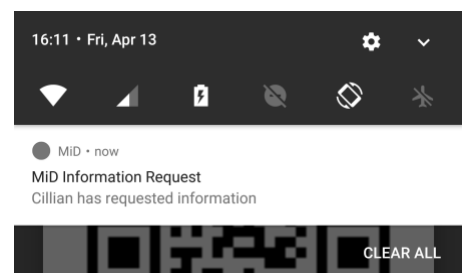 16:11 • Fri, Apr 13
MiD • now
MiD Information Request
Cillian has requested information
CLEAR ALL